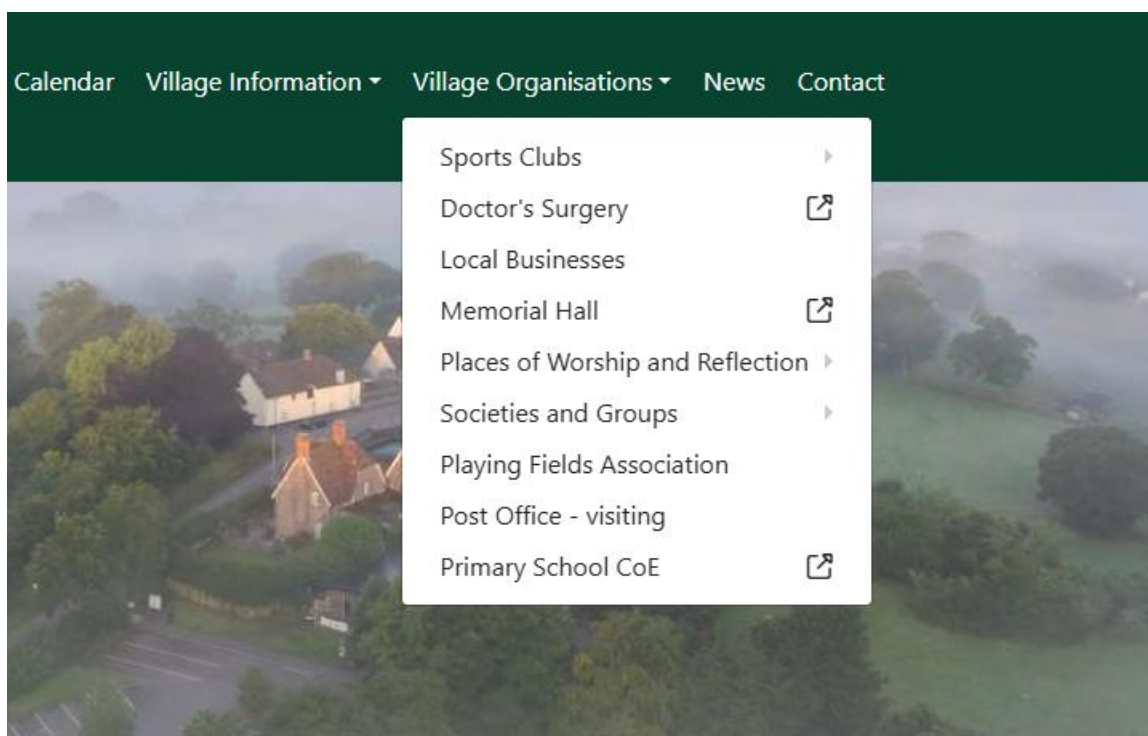 Calendar Village Information Village Organisations News Contact
Sports Clubs
Doctor's Surgery
Local Businesses
Memorial Hall
Places of Worship and Reflection
Societies and Groups
Playing Fields Association
Post Office - visiting
Primary School CoE